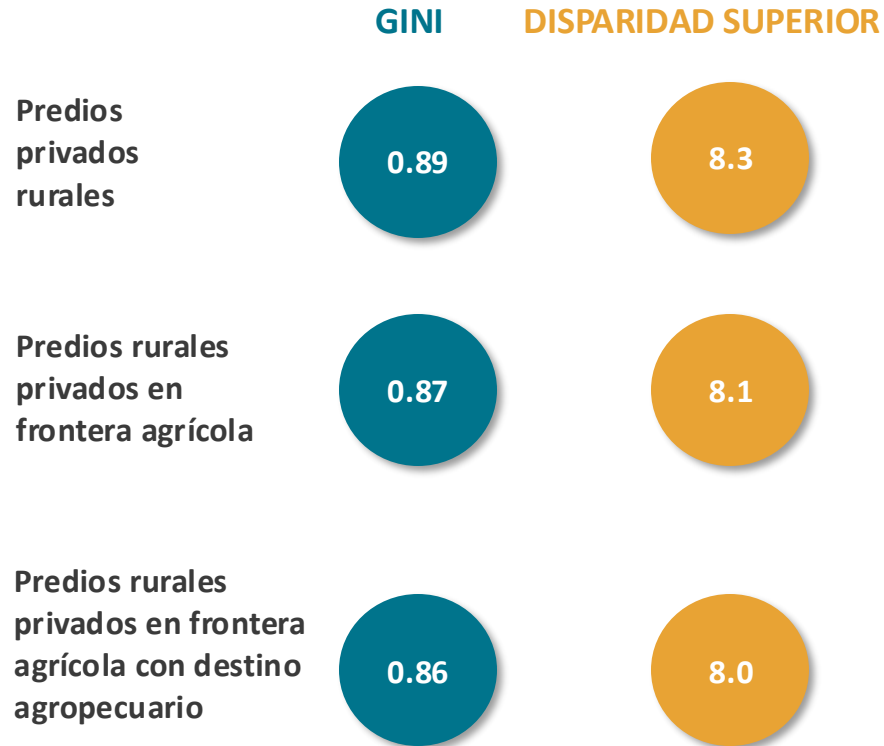 GINI DISPARIDAD SUPERIOR
Predios
privados
rurales
0.89 8.3
Predios rurales
privados en
frontera agrícola
0.87 8.1
Predios rurales
privados en frontera
agrícola con destino
agropecuario
0.86 8.0